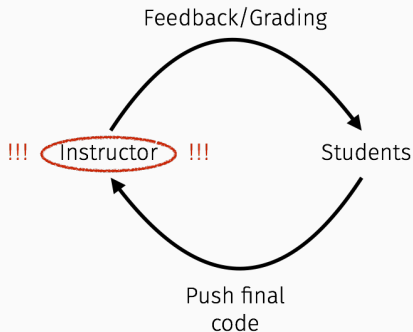 Feedback/Grading
!!! Instructor !!!
Students
Push final
code